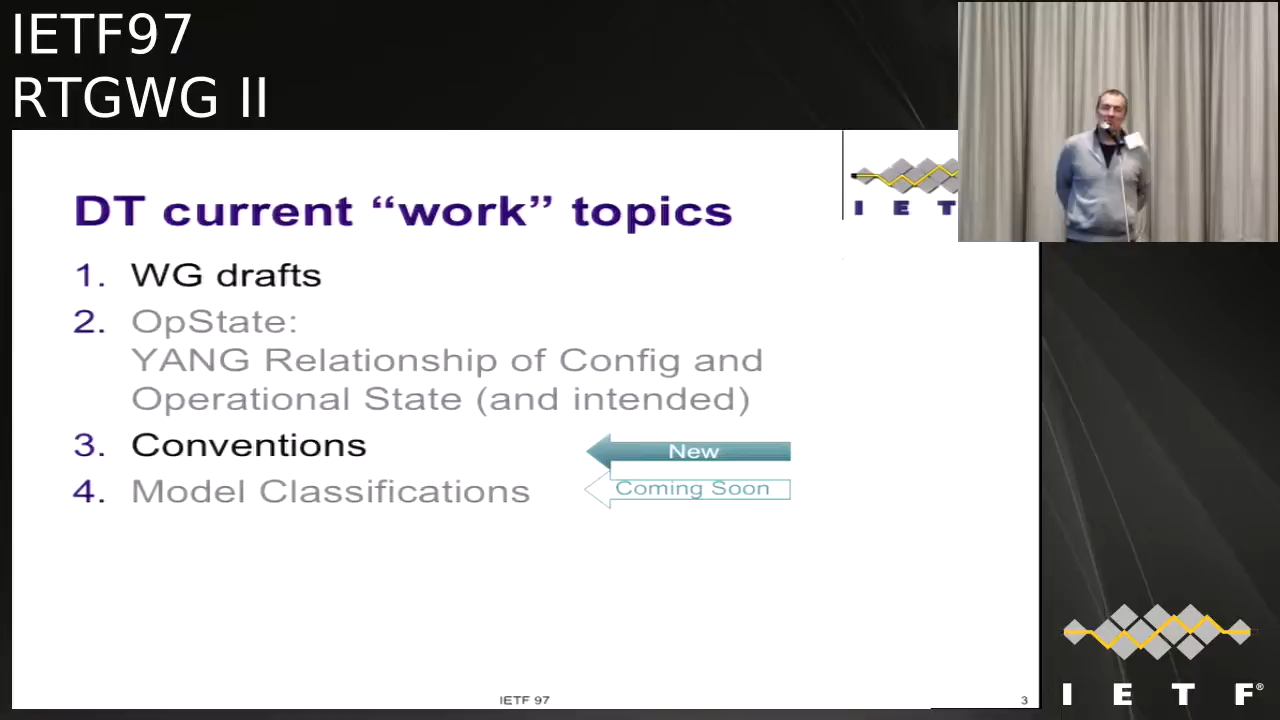 IETF97
RTGWG II
DT current “work” topics
I E T
1. WG drafts
2. OpState:
YANG Relationship of Config and
Operational State (and intended)
3. Conventions
New
4. Model Classifications
Coming Soon
IETF 97
3
I E T F®